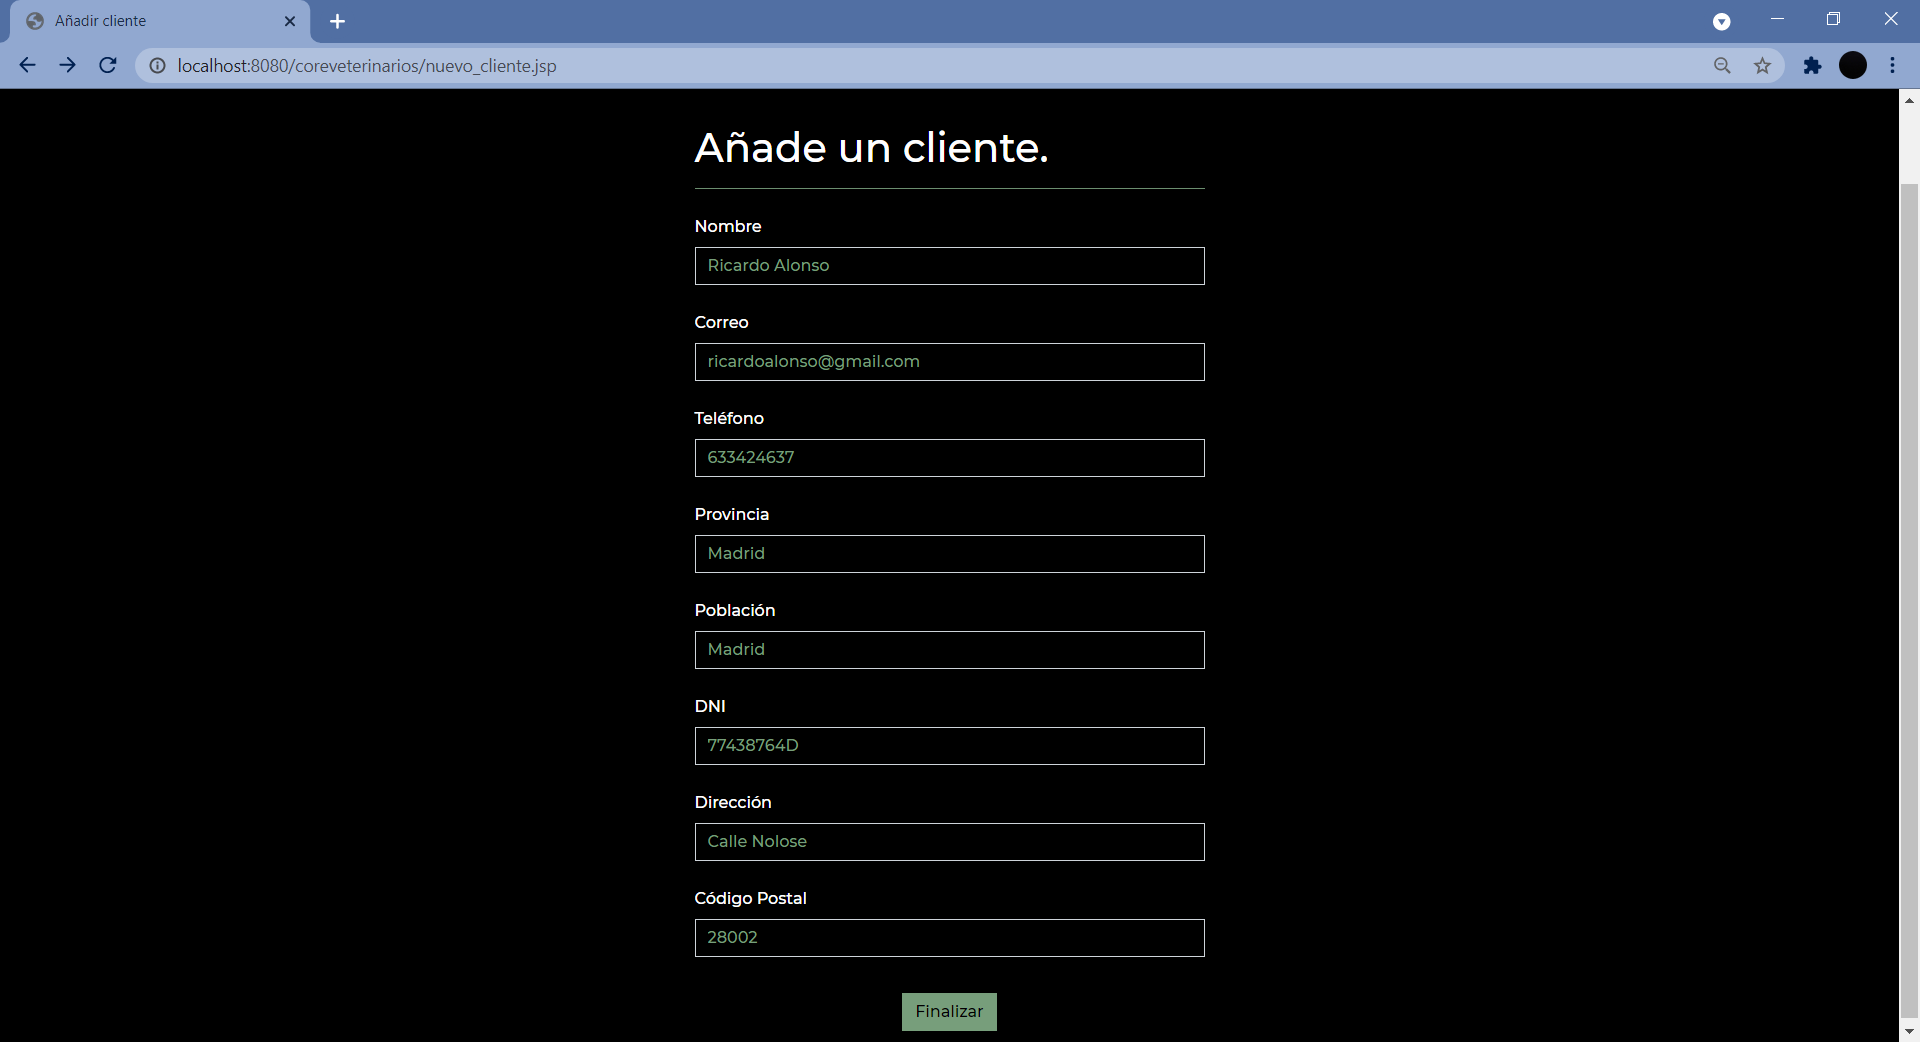 Añadir cliente
localhost:8080/coreveterinarios/nuevo_cliente.jsp
Añade un cliente.
Nombre
Ricardo Alonso
Correo
ricardoalonso@gmail.com
Teléfono
633424637
Provincia
Madrid
Población
Madrid
DNI
77438764D
Dirección
Calle Nolose
Código Postal
28002
Finalizar